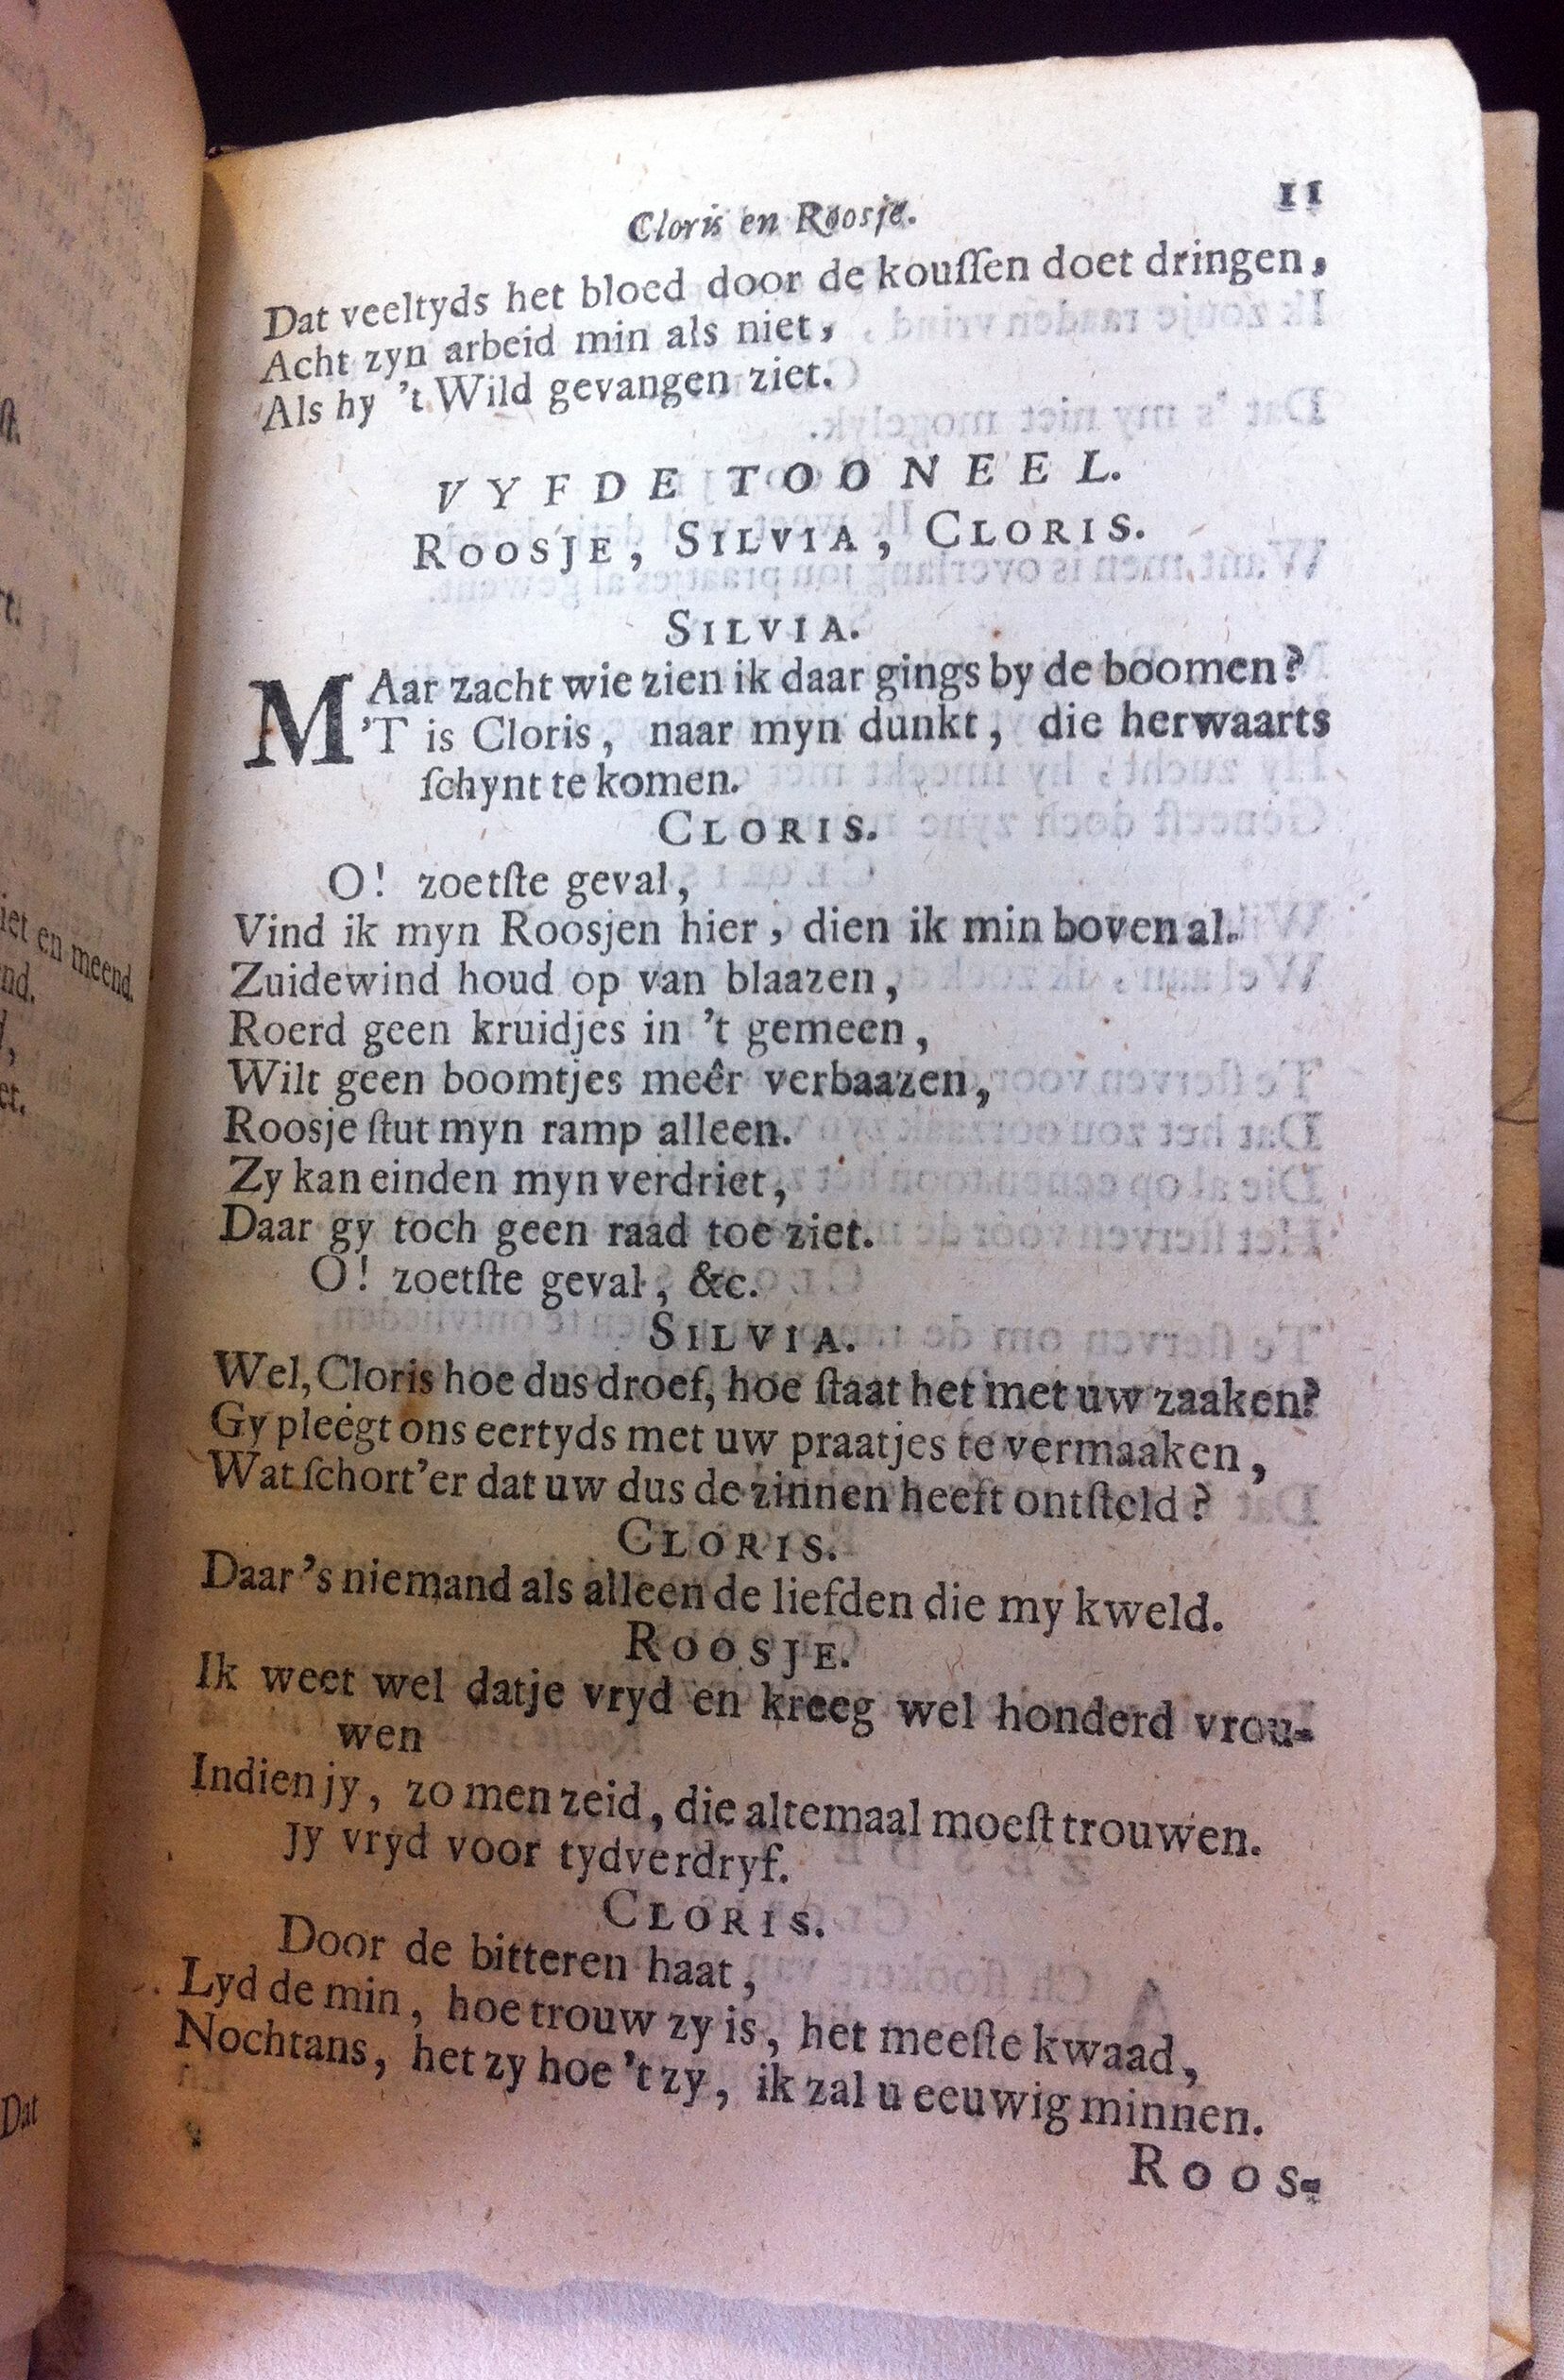 Cloris en Roosje. 11
Dat veeltyds het bloed door de kouſſen doet dringen,
Acht zyn arbeid min als niet,
Als hy 't Wild gevangen ziet.
VYFDE TOONEEL.
ROOSJE, SILVIA, CLORIS.
SILVIA.
MAar zacht wie zien ik daar gings by de boomen?
'T is Cloris, naar myn dunkt, die herwaarts
ſchynt te komen.
CLORIS.
O! zoetſte geval,
Vind ik myn Roosjen hier, dien ik min boven al.
Zuidewind houd op van blaazen,
Roerd geen kruidjes in 't gemeen,
Wilt geen boomtjes meêr verbaazen,
Roosje ſtut myn ramp alleen.
Zy kan einden myn verdriet,
Daar gy toch geen raad toe ziet.
O! zoetſte geval, &c.
SILVIA.
Wel, Cloris hoe dus droef, hoe ſtaat het met uw zaaken?
Gy pleegt ons eertyds met uw praatjes te vermaaken,
Wat ſchort'er dat uw dus de zinnen heeft ontſteld?
CLORIS.
Daar's niemand als alleen de liefden die my kweld.
ROOSJE.
Ik weet wel datje vryd en kreeg wel honderd vrou-
wen
Indien jy, zo men zeid, die altemaal moeſt trouwen.
Jy vryd voor tydverdryf.
CLORIS.
Door de bitteren haat,
Lyd de min, hoe trouw zy is, het meeſte kwaad,
Nochtans, het zy hoe 't zy, ik zal u eeuwig minnen.
ROOS-
iet en meend.
nd.
Dat